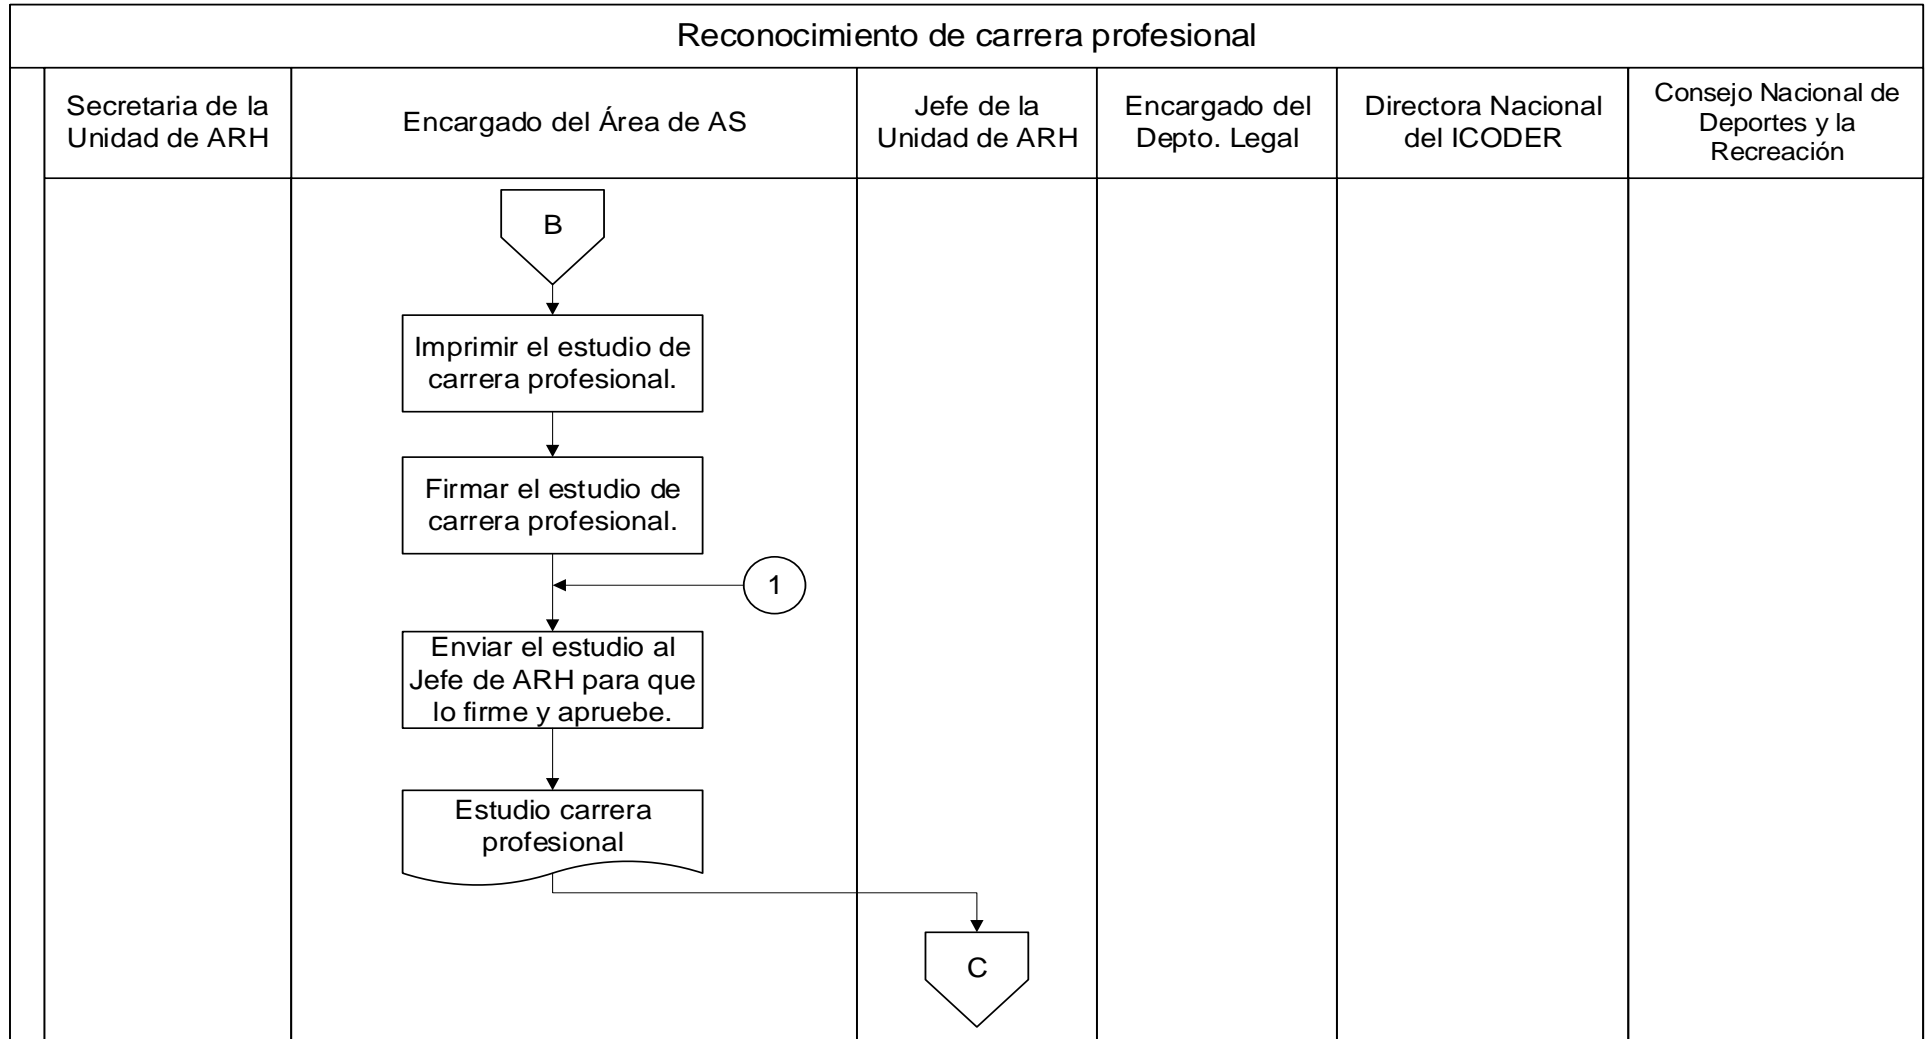 Reconocimiento de carrera profesional
Secretaria de la
Unidad de ARH
Encargado del Área de AS
Jefe de la
Unidad de ARH
Encargado del
Depto. Legal
Directora Nacional
del ICODER
Consejo Nacional de
Deportes y la
Recreación
B
Imprimir el estudio de
carrera profesional.
Firmar el estudio de
carrera profesional.
1
Enviar el estudio al
Jefe de ARH para que
lo firme y apruebe.
Estudio carrera
profesional
C